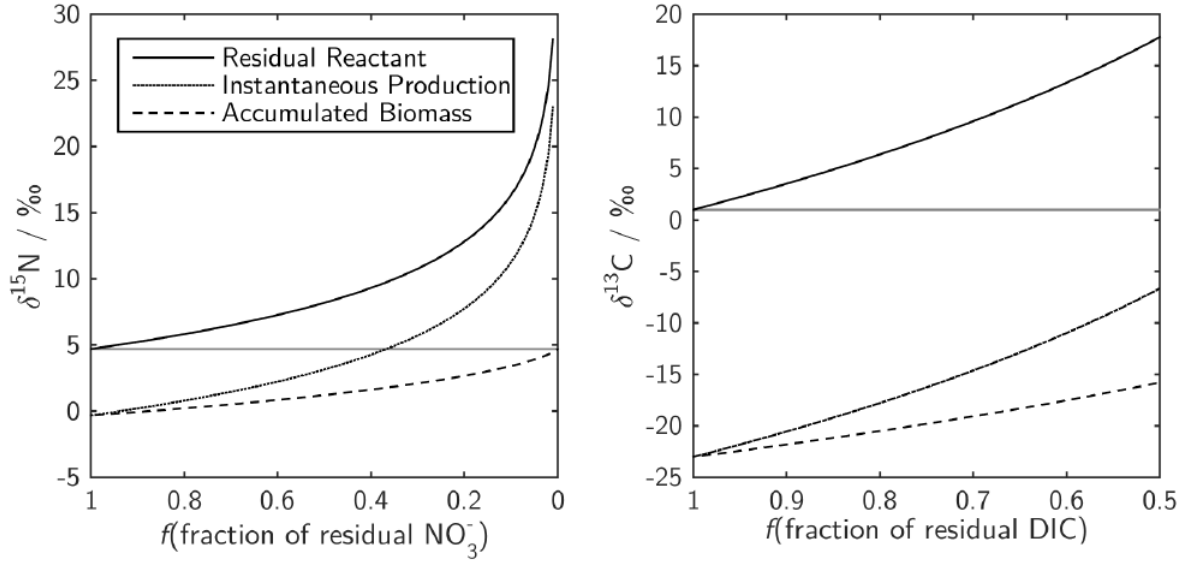 30
25
20
15
10
5
0
-5
δ¹⁵N / ‰
Residual Reactant
Instantaneous Production
Accumulated Biomass
1 0.8 0.6 0.4 0.2 0
f(fraction of residual NO₃⁻)
20
15
10
5
0
-5
-10
-15
-20
-25
δ¹³C / ‰
1 0.9 0.8 0.7 0.6 0.5
f(fraction of residual DIC)